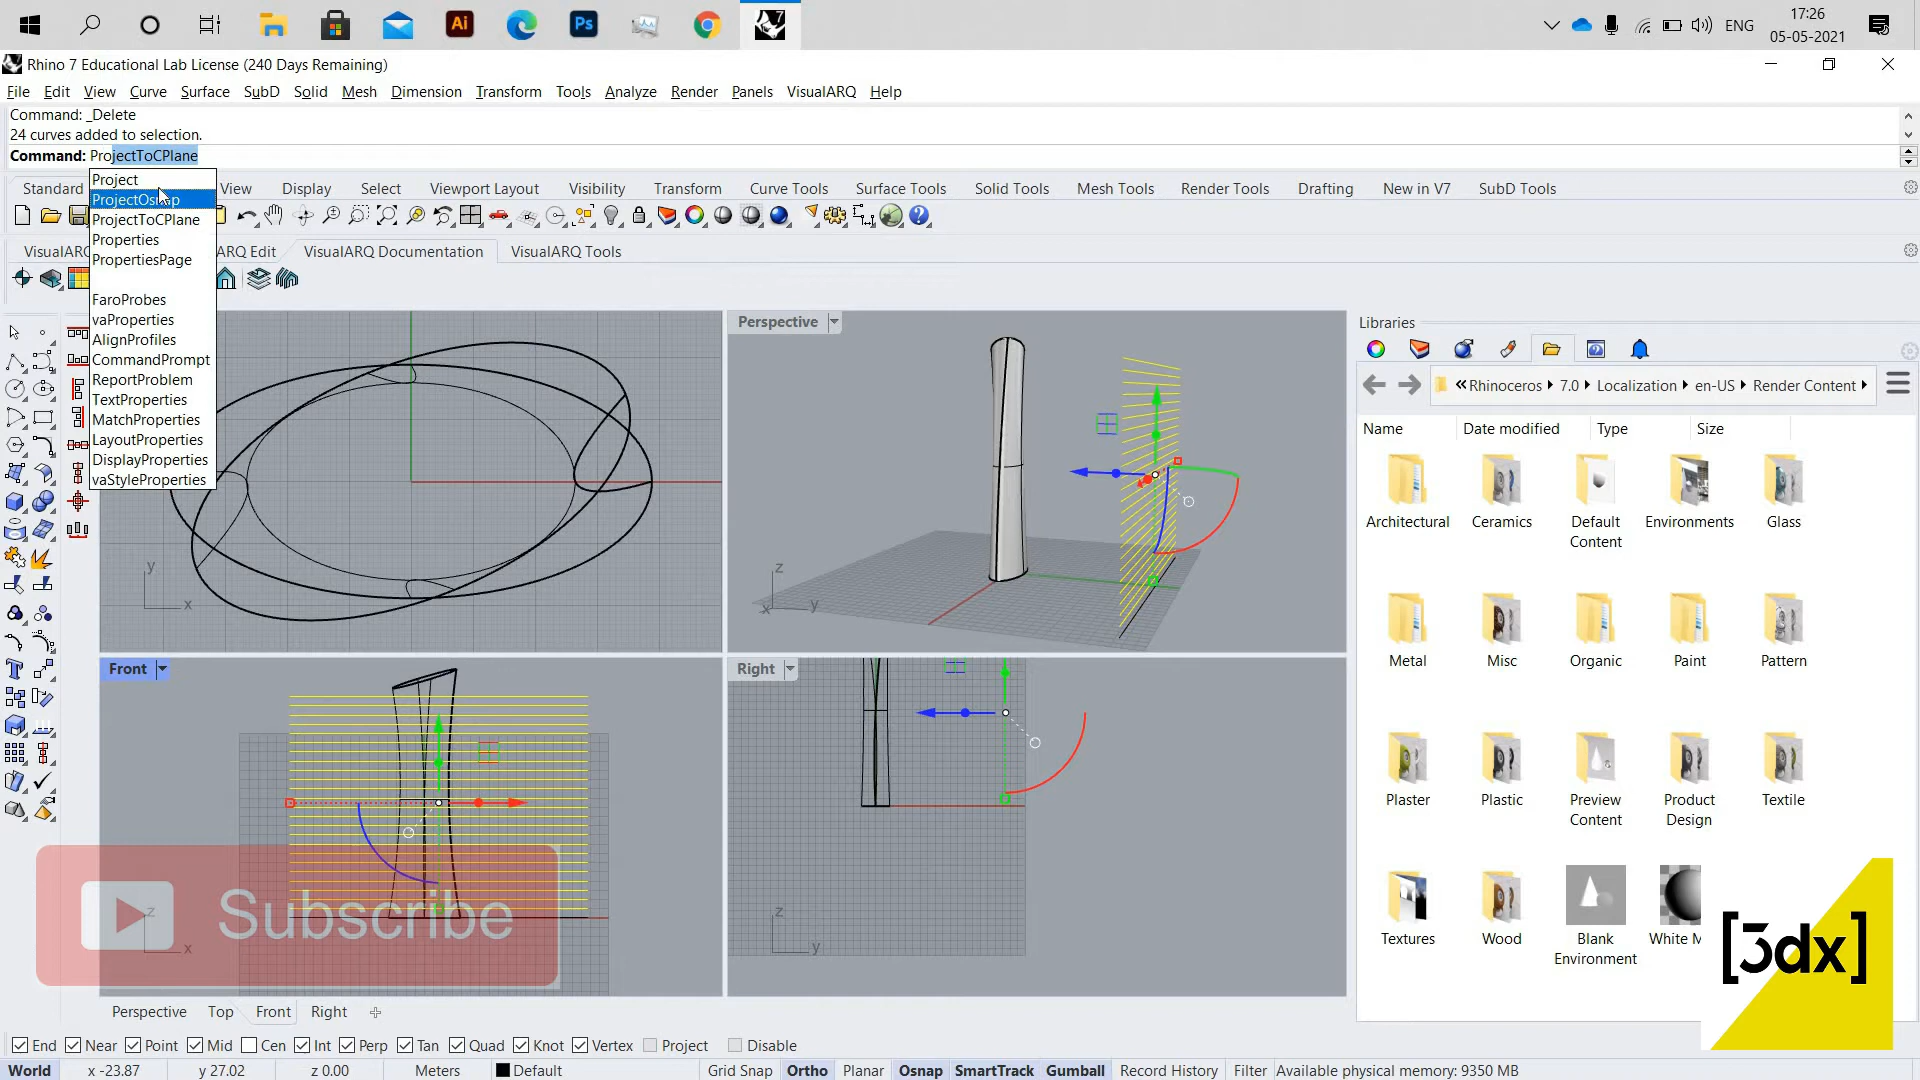 Ai
Ps
7
ENG
17:26
05-05-2021
Rhino 7 Educational Lab License (240 Days Remaining)
File Edit View Curve Surface SubD Solid Mesh Dimension Transform Tools Analyze Render Panels VisualARQ Help
Command: _Delete
24 curves added to selection.
Command: ProjectToCPlane
Project
ProjectOsnap
ProjectToCPlane
Properties
PropertiesPage
FaroProbes
vaProperties
AlignProfiles
CommandPrompt
ReportProblem
TextProperties
MatchProperties
LayoutProperties
DisplayProperties
vaStyleProperties
Standard View Display Select Viewport Layout Visibility Transform Curve Tools Surface Tools Solid Tools Mesh Tools Render Tools Drafting New in V7 SubD Tools
VisualARQ ARQ Edit VisualARQ Documentation VisualARQ Tools
y
x
Perspective
z
x
y
Front
z
x
Right
z
y
Subscribe
Libraries
« Rhinoceros 7.0 Localization en-US Render Content
Name Date modified Type Size
Architectural Ceramics Default Content Environments Glass
Metal Misc Organic Paint Pattern
Plaster Plastic Preview Content Product Design Textile
Textures Wood Blank Environment White M
[3dx]
Perspective Top Front Right
End Near Point Mid Cen Int Perp Tan Quad Knot Vertex Project Disable
World x -23.87 y 27.02 z 0.00 Meters Default Grid Snap Ortho Planar Osnap SmartTrack Gumball Record History Filter Available physical memory: 9350 MB